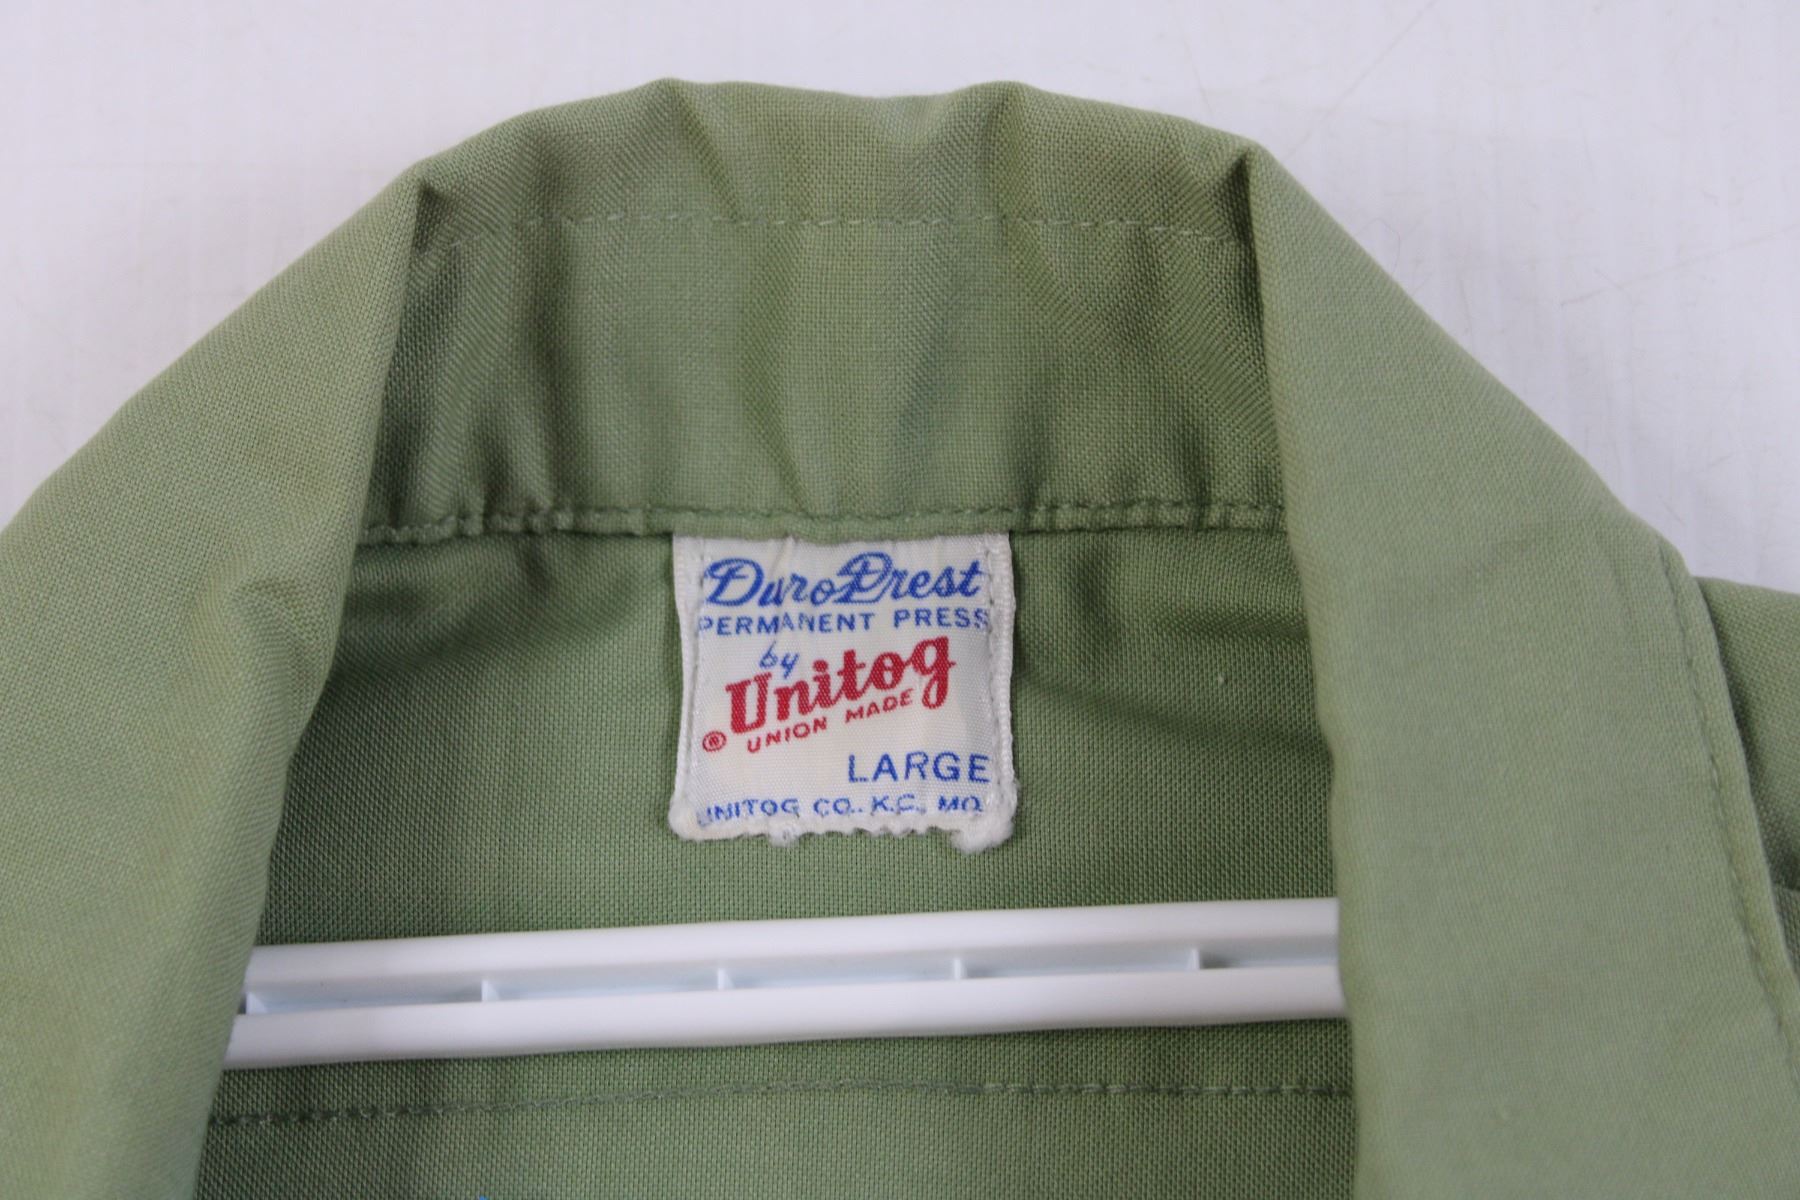 DuroPrest
PERMANENT PRESS
by
Unitog
® UNION MADE
LARGE
UNITOG CO., K.C., MO.